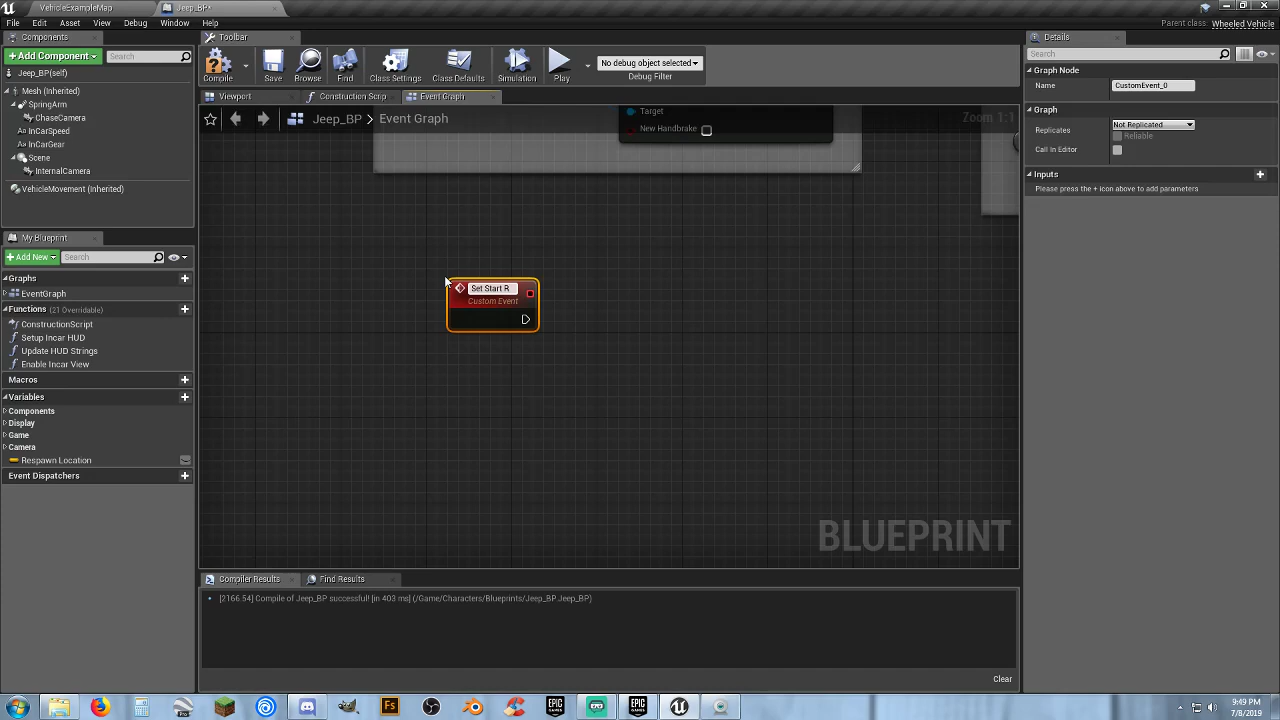 VehicleExampleMap
Jeep_BP*
File Edit Asset View Debug Window Help
Parent class: Wheeled Vehicle
Components
+ Add Component
Search
Jeep_BP(self)
Mesh (Inherited)
SpringArm
ChaseCamera
InCarSpeed
InCarGear
Scene
InternalCamera
VehicleMovement (Inherited)
My Blueprint
+ Add New
Search
Graphs
EventGraph
Functions (21 Overridable)
ConstructionScript
Setup Incar HUD
Update HUD Strings
Enable Incar View
Macros
Variables
Components
Display
Game
Camera
Respawn Location
Event Dispatchers
Toolbar
Compile
Save
Browse
Find
Class Settings
Class Defaults
Simulation
Play
No debug object selected
Debug Filter
Viewport
Construction Scrip
Event Graph
Jeep_BP > Event Graph
Zoom 1:1
Target
New Handbrake
Set Start R
Custom Event
BLUEPRINT
Compiler Results
Find Results
[2166.54] Compile of Jeep_BP successful! [in 403 ms] (/Game/Characters/Blueprints/Jeep_BP.Jeep_BP)
Clear
Details
Search
Graph Node
Name CustomEvent_0
Graph
Replicates Not Replicated
Reliable
Call In Editor
Inputs
Please press the + icon above to add parameters
Pro
Fs
EPIC GAMES
EPIC GAMES
9:49 PM
7/8/2019